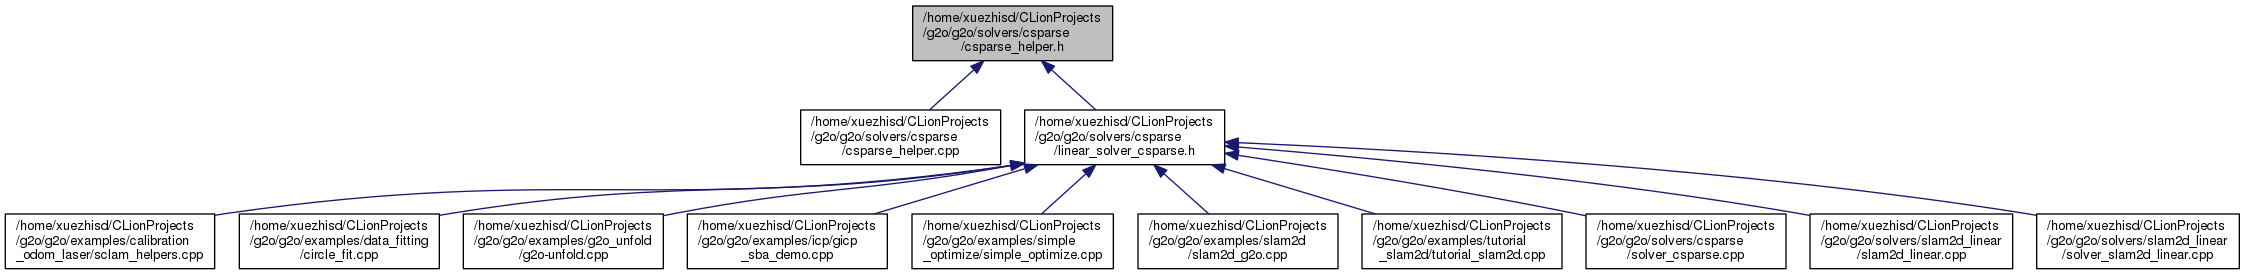 /home/xuezhisd/CLionProjects
/g2o/g2o/solvers/csparse
/csparse_helper.h
/home/xuezhisd/CLionProjects
/g2o/g2o/solvers/csparse
/csparse_helper.cpp
/home/xuezhisd/CLionProjects
/g2o/g2o/solvers/csparse
/linear_solver_csparse.h
/home/xuezhisd/CLionProjects
/g2o/g2o/examples/calibration
_odom_laser/sclam_helpers.cpp
/home/xuezhisd/CLionProjects
/g2o/g2o/examples/data_fitting
/circle_fit.cpp
/home/xuezhisd/CLionProjects
/g2o/g2o/examples/g2o_unfold
/g2o-unfold.cpp
/home/xuezhisd/CLionProjects
/g2o/g2o/examples/icp/gicp
_sba_demo.cpp
/home/xuezhisd/CLionProjects
/g2o/g2o/examples/simple
_optimize/simple_optimize.cpp
/home/xuezhisd/CLionProjects
/g2o/g2o/examples/slam2d
/slam2d_g2o.cpp
/home/xuezhisd/CLionProjects
/g2o/g2o/examples/tutorial
_slam2d/tutorial_slam2d.cpp
/home/xuezhisd/CLionProjects
/g2o/g2o/solvers/csparse
/solver_csparse.cpp
/home/xuezhisd/CLionProjects
/g2o/g2o/solvers/slam2d_linear
/slam2d_linear.cpp
/home/xuezhisd/CLionProjects
/g2o/g2o/solvers/slam2d_linear
/solver_slam2d_linear.cpp